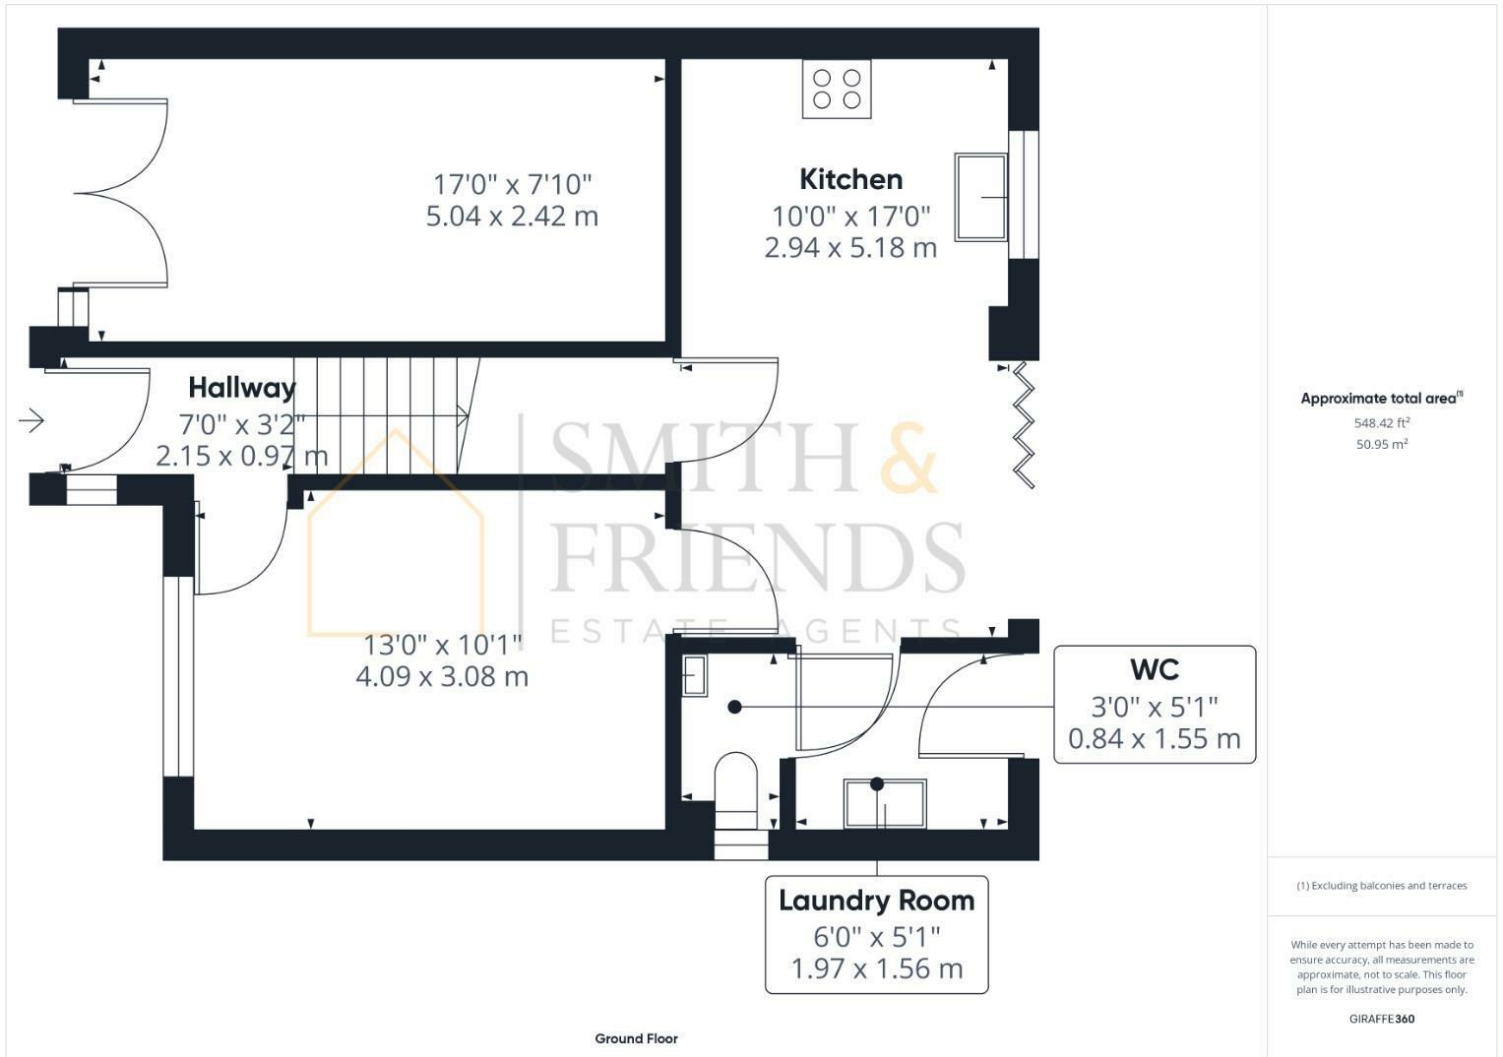 17'0" x 7'10"
5.04 x 2.42 m
Kitchen
10'0" x 17'0"
2.94 x 5.18 m
Hallway
7'0" x 3'2"
2.15 x 0.97 m
SMITH &
FRIENDS
ESTATE AGENTS
13'0" x 10'1"
4.09 x 3.08 m
WC
3'0" x 5'1"
0.84 x 1.55 m
Laundry Room
6'0" x 5'1"
1.97 x 1.56 m
Ground Floor
Approximate total area(1)
548.42 ft²
50.95 m²
(1) Excluding balconies and terraces
While every attempt has been made to
ensure accuracy, all measurements are
approximate, not to scale. This floor
plan is for illustrative purposes only.
GIRAFFE360